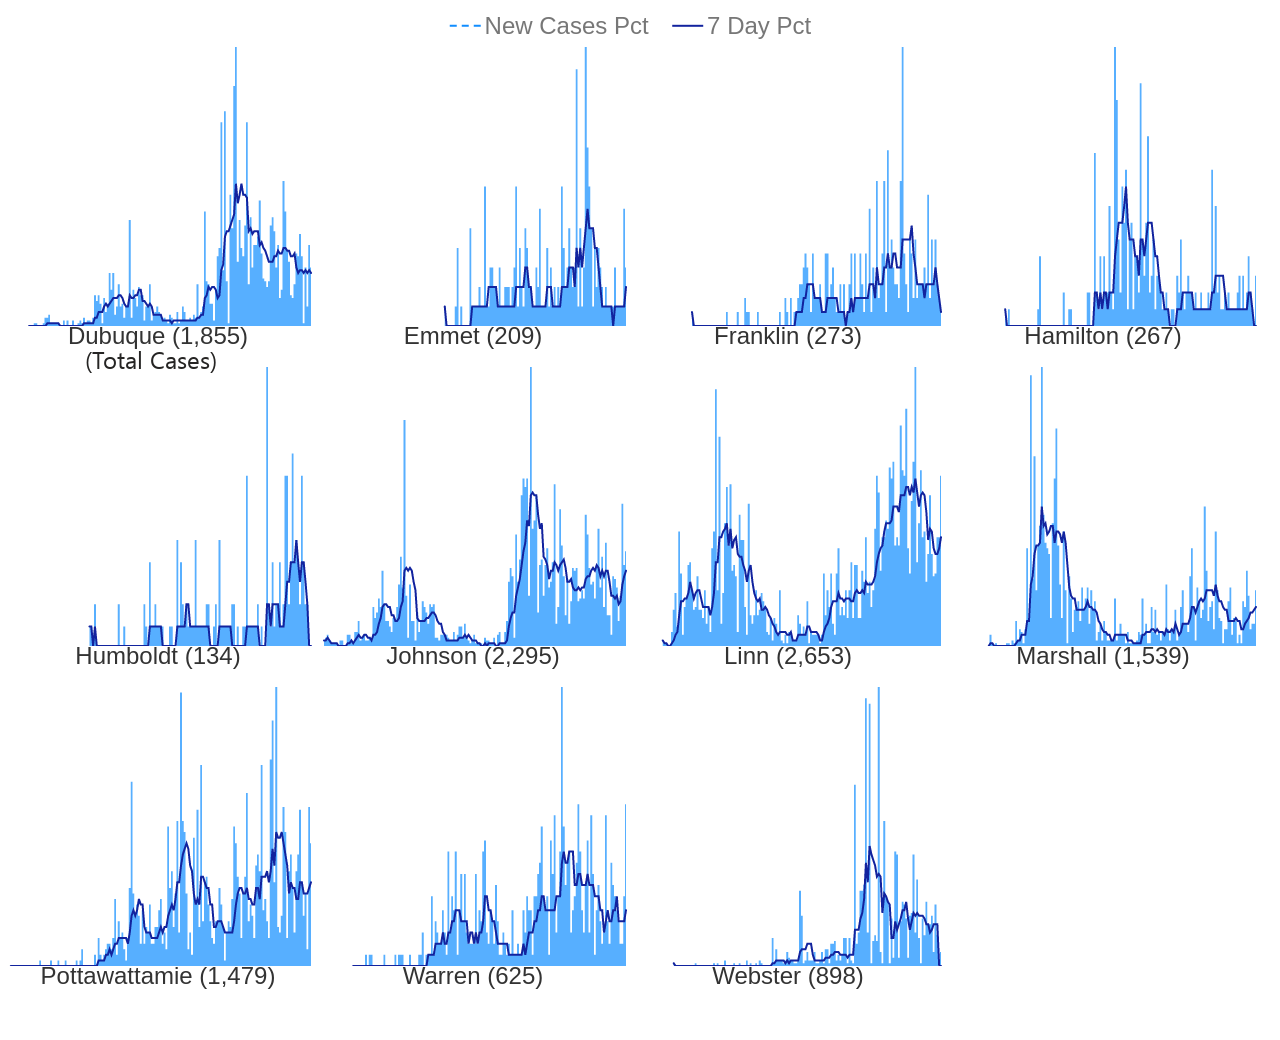 New Cases Pct 7 Day Pct
Dubuque (1,855) Emmet (209) Franklin (273) Hamilton (267)
(Total Cases)
Humboldt (134) Johnson (2,295) Linn (2,653) Marshall (1,539)
Pottawattamie (1,479) Warren (625) Webster (898)